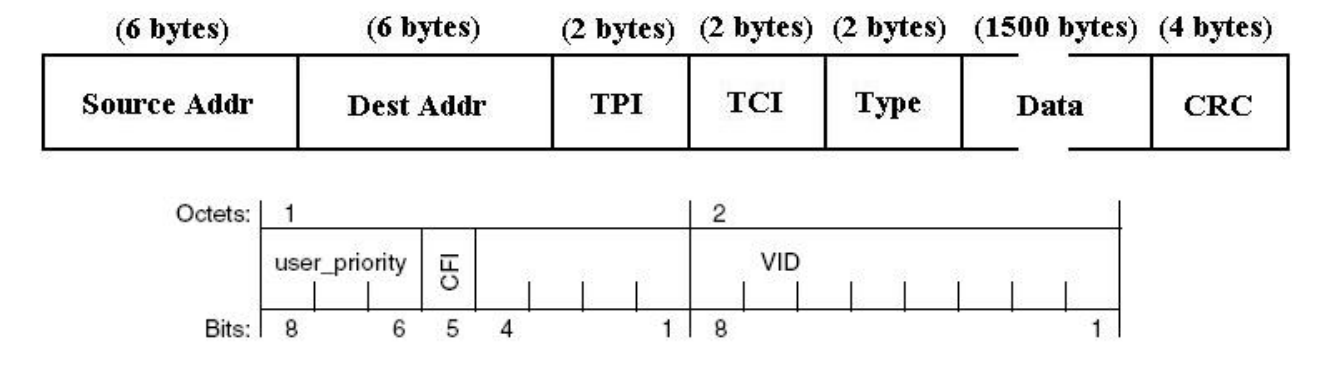 (6 bytes) (6 bytes) (2 bytes) (2 bytes) (2 bytes) (1500 bytes) (4 bytes)
Source Addr Dest Addr TPI TCI Type Data CRC
Octets: 1 2
user_priority CFI VID
Bits: 8 6 5 4 1 8 1